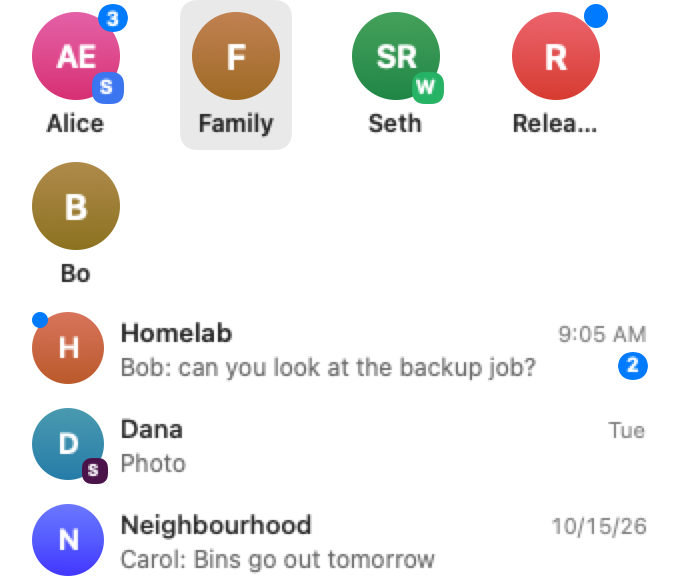 3
AE
S
F
SR
W
R
Alice
Family
Seth
Relea...
B
Bo
H
Homelab
9:05 AM
Bob: can you look at the backup job?
2
D
S
Dana
Tue
Photo
N
Neighbourhood
10/15/26
Carol: Bins go out tomorrow